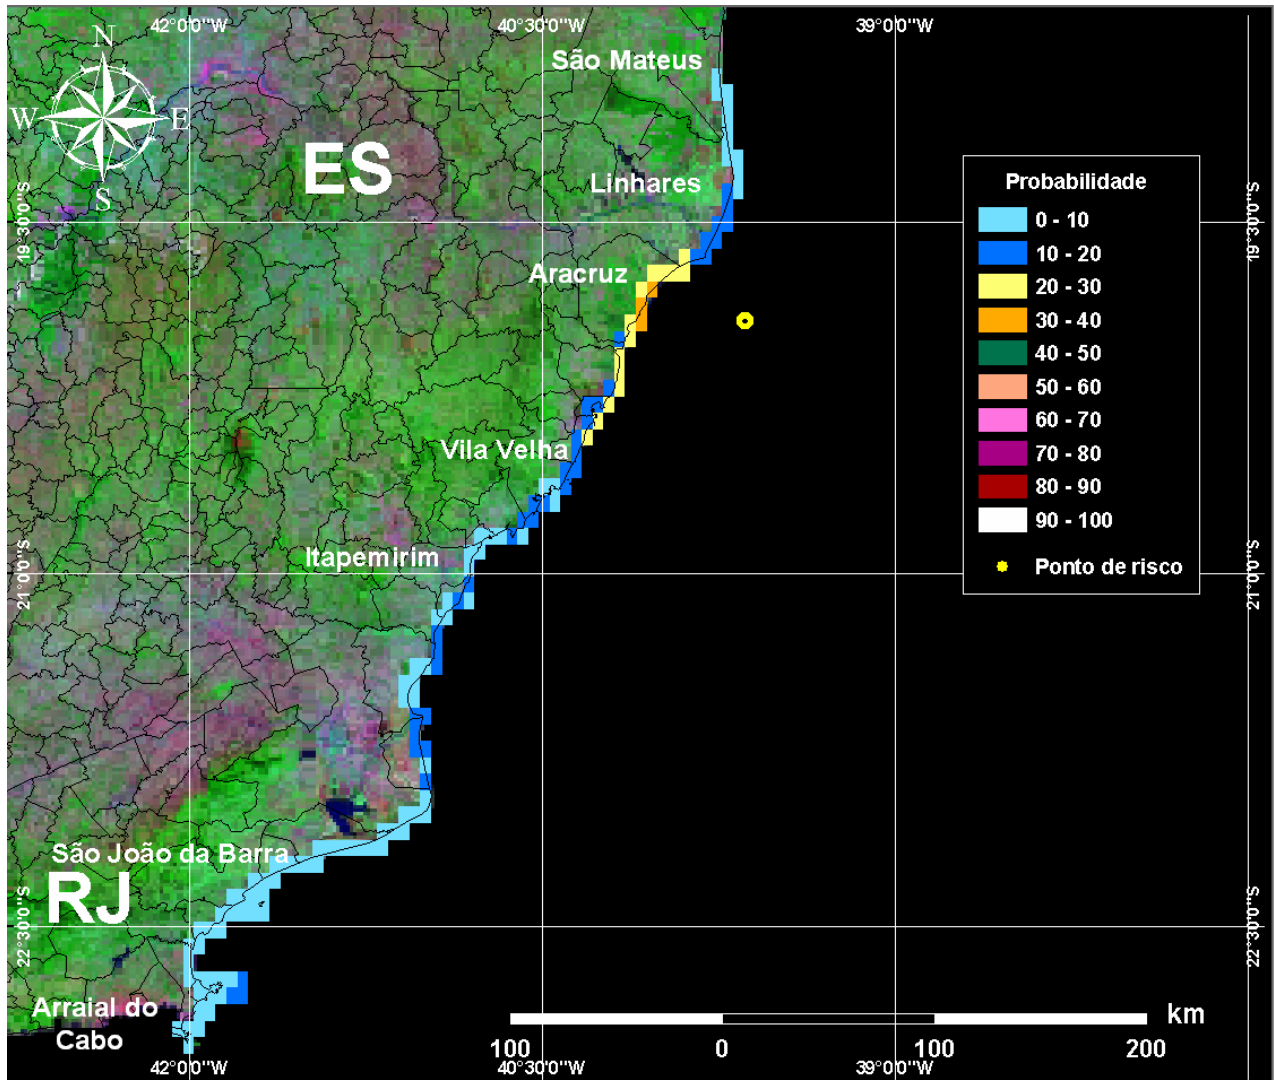 42°0'0"W
40°30'0"W
39°0'0"W
N
W
E
S
São Mateus
ES
Linhares
19°30'0"S
19°30'0"S
Aracruz
Vila Velha
Itapemirim
21°0'0"S
21°0'0"S
Probabilidade
0 - 10
10 - 20
20 - 30
30 - 40
40 - 50
50 - 60
60 - 70
70 - 80
80 - 90
90 - 100
Ponto de risco
São João da Barra
RJ
22°30'0"S
22°30'0"S
Arraial do
Cabo
km
100
0
100
200
42°0'0"W
40°30'0"W
39°0'0"W